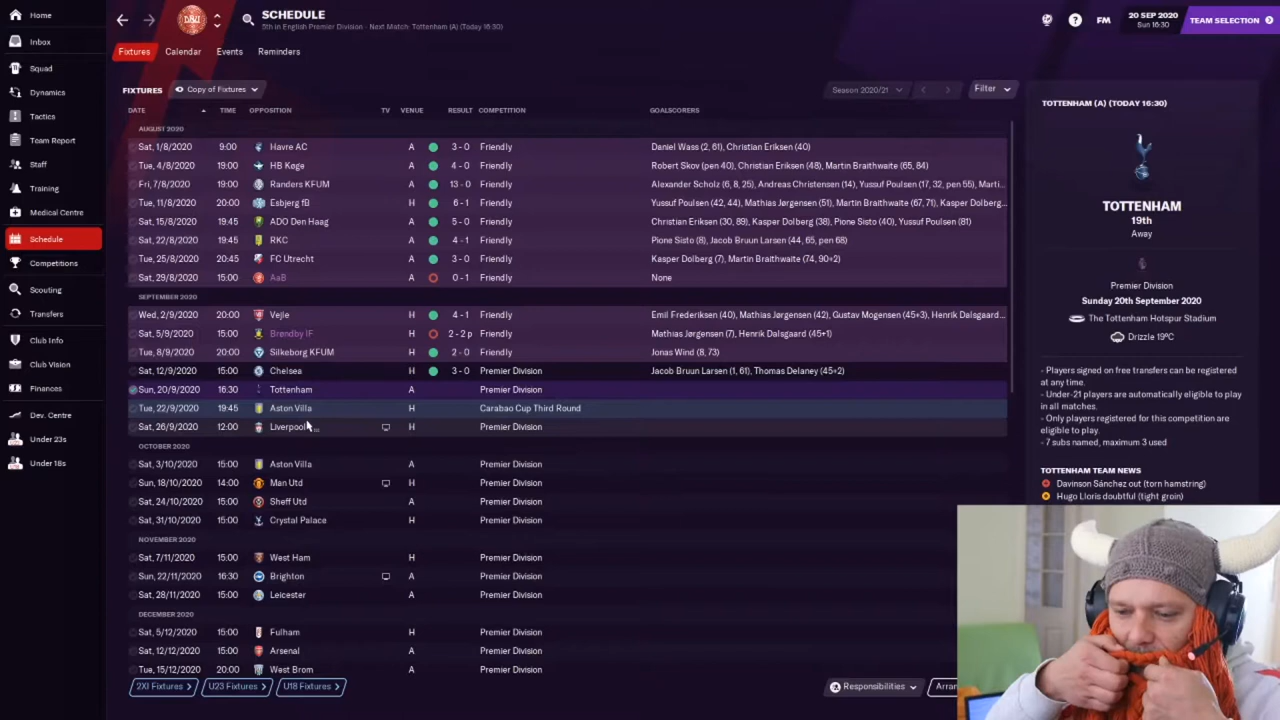 Home
Inbox
Squad
Dynamics
Tactics
Team Report
Staff
Training
Medical Centre
Schedule
Competitions
Scouting
Transfers
Club Info
Club Vision
Finances
Dev. Centre
Under 23s
Under 18s
DBU
SCHEDULE
5th in English Premier Division - Next Match: Tottenham (A) (Today 16:30)
FM
20 SEP 2020
Sun 16:30
TEAM SELECTION
Fixtures Calendar Events Reminders
FIXTURES Copy of Fixtures Season 2020/21 Filter
DATE TIME OPPOSITION TV VENUE RESULT COMPETITION GOALSCORERS
AUGUST 2020
Sat, 1/8/2020 9:00 Havre AC A 3 - 0 Friendly Daniel Wass (2, 61), Christian Eriksen (40)
Tue, 4/8/2020 19:00 HB Køge A 4 - 0 Friendly Robert Skov (pen 40), Christian Eriksen (48), Martin Braithwaite (65, 84)
Fri, 7/8/2020 19:00 Randers KFUM A 13 - 0 Friendly Alexander Scholz (6, 8, 25), Andreas Christensen (14), Yussuf Poulsen (17, 32, pen 55), Marti...
Tue, 11/8/2020 20:00 Esbjerg fB H 6 - 1 Friendly Yussuf Poulsen (42, 44), Mathias Jørgensen (51), Martin Braithwaite (67, 71), Kasper Dolberg...
Sat, 15/8/2020 19:45 ADO Den Haag A 5 - 0 Friendly Christian Eriksen (30, 89), Kasper Dolberg (38), Pione Sisto (40), Yussuf Poulsen (81)
Sat, 22/8/2020 19:45 RKC A 4 - 1 Friendly Pione Sisto (8), Jacob Bruun Larsen (44, 65, pen 68)
Tue, 25/8/2020 20:45 FC Utrecht A 3 - 0 Friendly Kasper Dolberg (7), Martin Braithwaite (74, 90+2)
Sat, 29/8/2020 15:00 AaB A 0 - 1 Friendly None
SEPTEMBER 2020
Wed, 2/9/2020 20:00 Vejle H 4 - 1 Friendly Emil Frederiksen (40), Mathias Jørgensen (42), Gustav Mogensen (45+3), Henrik Dalsgaard...
Sat, 5/9/2020 15:00 Brøndby IF H 2 - 2 p Friendly Mathias Jørgensen (7), Henrik Dalsgaard (45+1)
Tue, 8/9/2020 20:00 Silkeborg KFUM H 2 - 0 Friendly Jonas Wind (8, 73)
Sat, 12/9/2020 15:00 Chelsea H 3 - 0 Premier Division Jacob Bruun Larsen (1, 61), Thomas Delaney (45+2)
Sun, 20/9/2020 16:30 Tottenham A Premier Division
Tue, 22/9/2020 19:45 Aston Villa H Carabao Cup Third Round
Sat, 26/9/2020 12:00 Liverpool H Premier Division
OCTOBER 2020
Sat, 3/10/2020 15:00 Aston Villa A Premier Division
Sun, 18/10/2020 14:00 Man Utd H Premier Division
Sat, 24/10/2020 15:00 Sheff Utd A Premier Division
Sat, 31/10/2020 15:00 Crystal Palace H Premier Division
NOVEMBER 2020
Sat, 7/11/2020 15:00 West Ham H Premier Division
Sun, 22/11/2020 16:30 Brighton A Premier Division
Sat, 28/11/2020 15:00 Leicester A Premier Division
DECEMBER 2020
Sat, 5/12/2020 15:00 Fulham H Premier Division
Sat, 12/12/2020 15:00 Arsenal A Premier Division
Tue, 15/12/2020 20:00 West Brom H Premier Division
2XI Fixtures U23 Fixtures U18 Fixtures Responsibilities Arran
TOTTENHAM (A) (TODAY 16:30)
TOTTENHAM
19th
Away
Premier Division
Sunday 20th September 2020
The Tottenham Hotspur Stadium
Drizzle 19ºC
- Players signed on free transfers can be registered
at any time.
- Under-21 players are automatically eligible to play
in all matches.
- Only players registered for this competition are
eligible to play.
- 7 subs named, maximum 3 used
TOTTENHAM TEAM NEWS
Davinson Sánchez out (torn hamstring)
Hugo Lloris doubtful (tight groin)